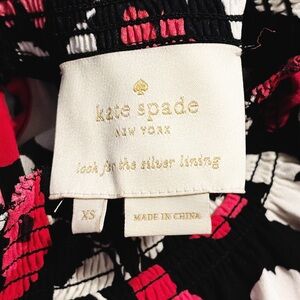 kate spade
NEW YORK
look for the silver lining
XS
MADE IN CHINA